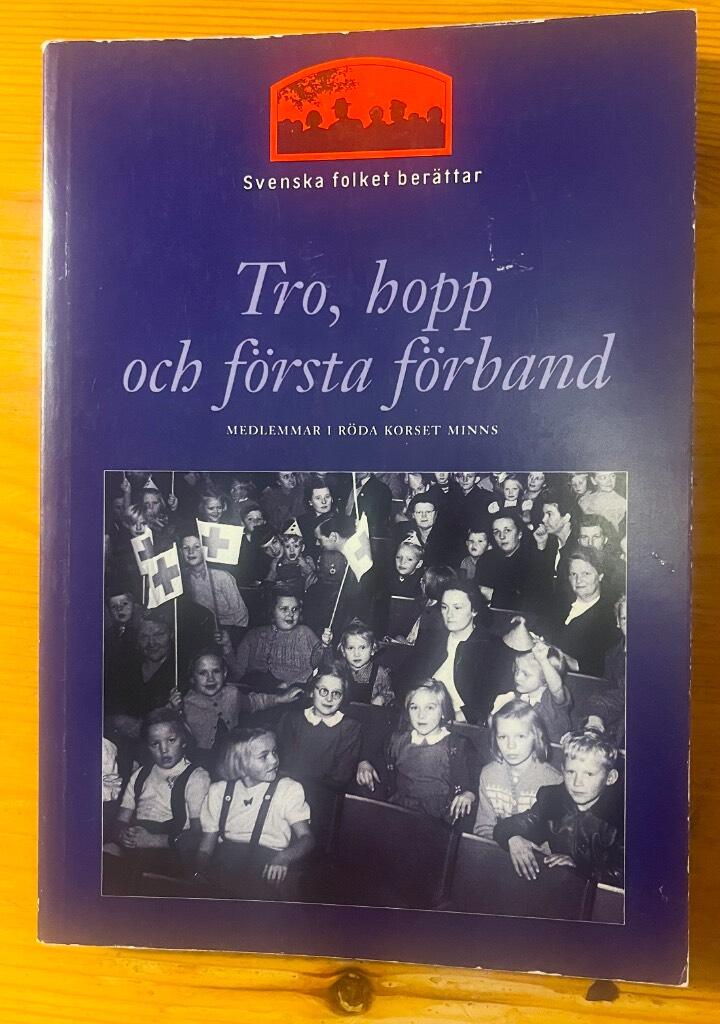 Svenska folket berättar
Tro, hopp
och första förband
MEDLEMMAR I RÖDA KORSET MINNS